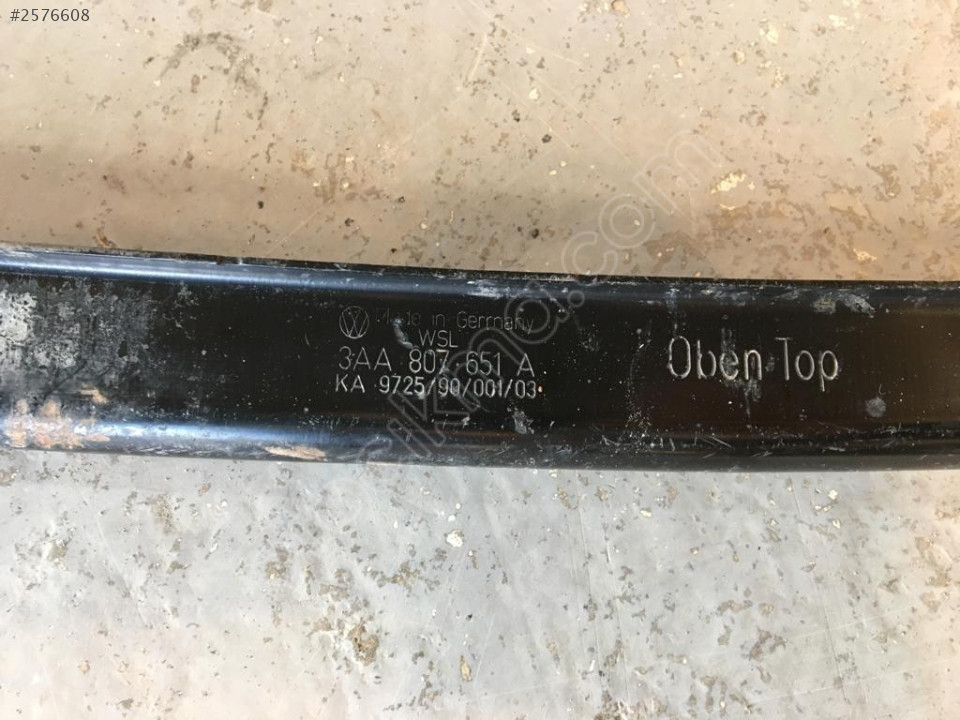 #2576608
Made in Germany
WSL
3AA 807 651 A
KA 9725/90/001/03
Oben Top